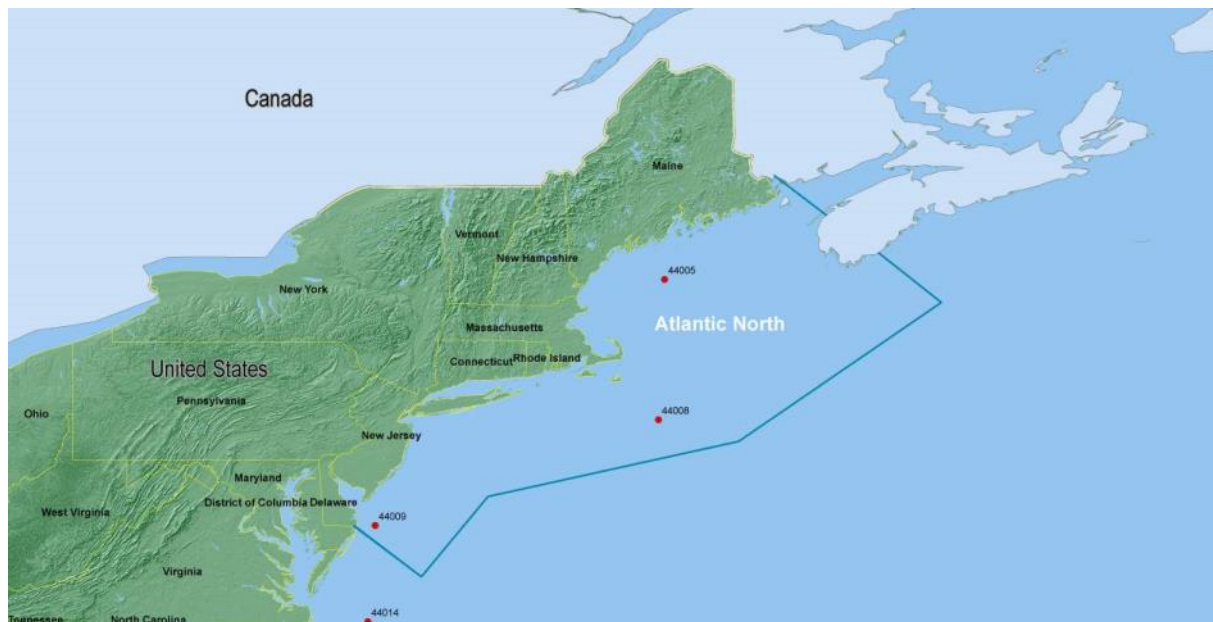 Canada
Maine
Vermont
New Hampshire
44005
New York
Massachusetts
Atlantic North
Connecticut
Rhode Island
United States
Pennsylvania
Ohio
44008
New Jersey
Maryland
District of Columbia
Delaware
West Virginia
44009
Virginia
44014
Tennessee
North Carolina